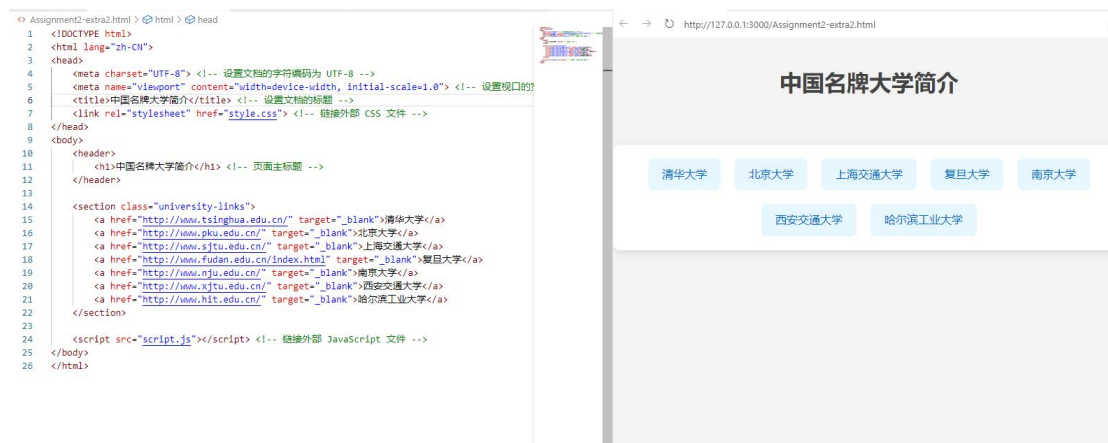 Assignment2-extra2.html > html > head
1 <!DOCTYPE html>
2 <html lang="zh-CN">
3 <head>
4 <meta charset="UTF-8"> <!-- 设置文档的字符编码为 UTF-8 -->
5 <meta name="viewport" content="width=device-width, initial-scale=1.0"> <!-- 设置视口的
6 <title>中国名牌大学简介</title> <!-- 设置文档的标题 -->
7 <link rel="stylesheet" href="style.css"> <!-- 链接外部 CSS 文件 -->
8 </head>
9 <body>
10 <header>
11 <h1>中国名牌大学简介</h1> <!-- 页面主标题 -->
12 </header>
13
14 <section class="university-links">
15 <a href="http://www.tsinghua.edu.cn/" target="_blank">清华大学</a>
16 <a href="http://www.pku.edu.cn/" target="_blank">北京大学</a>
17 <a href="http://www.sjtu.edu.cn/" target="_blank">上海交通大学</a>
18 <a href="http://www.fudan.edu.cn/index.html" target="_blank">复旦大学</a>
19 <a href="http://www.nju.edu.cn/" target="_blank">南京大学</a>
20 <a href="http://www.xjtu.edu.cn/" target="_blank">西安交通大学</a>
21 <a href="http://www.hit.edu.cn/" target="_blank">哈尔滨工业大学</a>
22 </section>
23
24 <script src="script.js"></script> <!-- 链接外部 JavaScript 文件 -->
25 </body>
26 </html>
http://127.0.0.1:3000/Assignment2-extra2.html
中国名牌大学简介
清华大学 北京大学 上海交通大学 复旦大学 南京大学
西安交通大学 哈尔滨工业大学